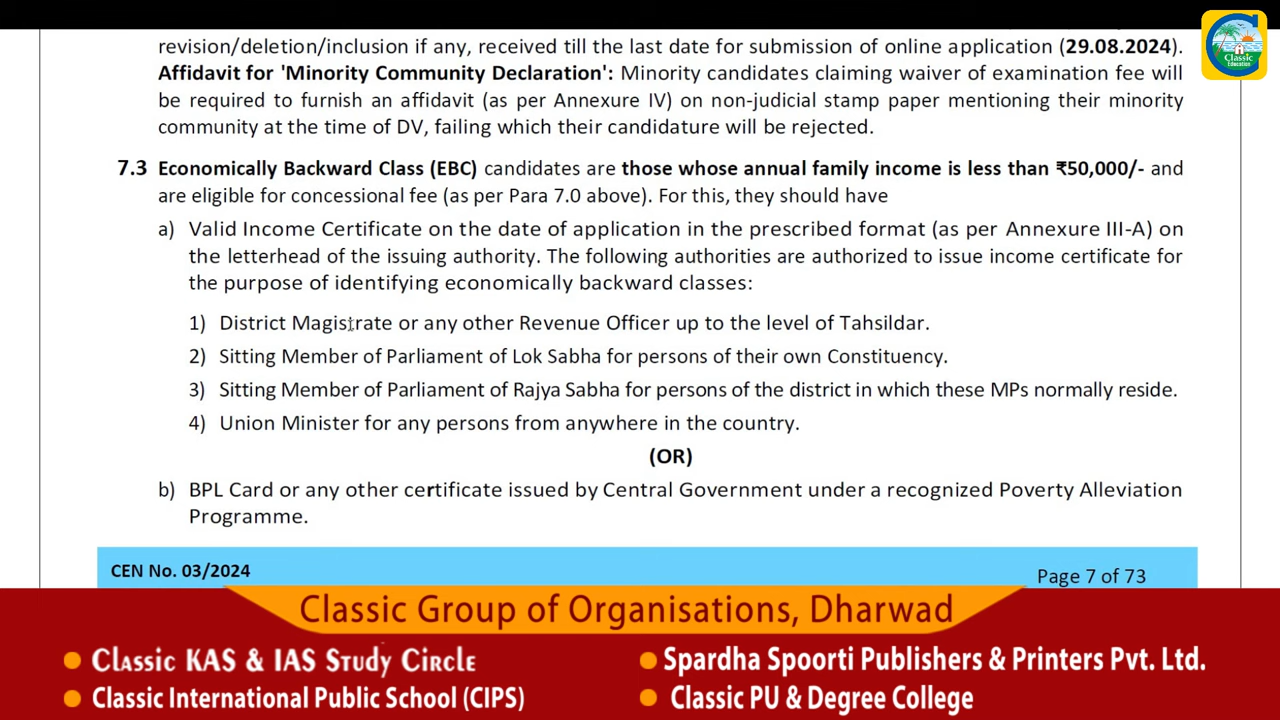 Classic
Education
revision/deletion/inclusion if any, received till the last date for submission of online application (29.08.2024).
Affidavit for 'Minority Community Declaration': Minority candidates claiming waiver of examination fee will
be required to furnish an affidavit (as per Annexure IV) on non-judicial stamp paper mentioning their minority
community at the time of DV, failing which their candidature will be rejected.
7.3 Economically Backward Class (EBC) candidates are those whose annual family income is less than ₹50,000/- and
are eligible for concessional fee (as per Para 7.0 above). For this, they should have
a) Valid Income Certificate on the date of application in the prescribed format (as per Annexure III-A) on
the letterhead of the issuing authority. The following authorities are authorized to issue income certificate for
the purpose of identifying economically backward classes:
1) District Magistrate or any other Revenue Officer up to the level of Tahsildar.
2) Sitting Member of Parliament of Lok Sabha for persons of their own Constituency.
3) Sitting Member of Parliament of Rajya Sabha for persons of the district in which these MPs normally reside.
4) Union Minister for any persons from anywhere in the country.
(OR)
b) BPL Card or any other certificate issued by Central Government under a recognized Poverty Alleviation
Programme.
CEN No. 03/2024
Page 7 of 73
Classic Group of Organisations, Dharwad
Classic KAS & IAS Study Circle
Spardha Spoorti Publishers & Printers Pvt. Ltd.
Classic International Public School (CIPS)
Classic PU & Degree College